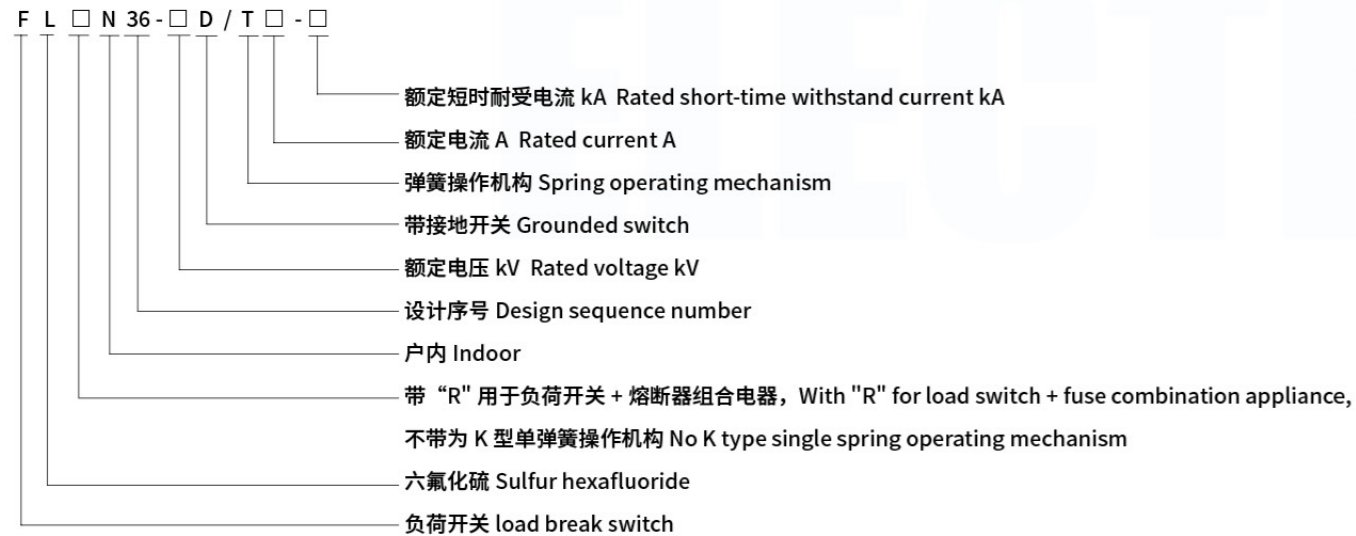 F L □ N 36 - □ D / T □ - □
额定短时耐受电流 kA Rated short-time withstand current kA
额定电流 A Rated current A
弹簧操作机构 Spring operating mechanism
带接地开关 Grounded switch
额定电压 kV Rated voltage kV
设计序号 Design sequence number
户内 Indoor
带“R" 用于负荷开关 + 熔断器组合电器，With "R" for load switch + fuse combination appliance,
不带为 K 型单弹簧操作机构 No K type single spring operating mechanism
六氟化硫 Sulfur hexafluoride
负荷开关 load break switch